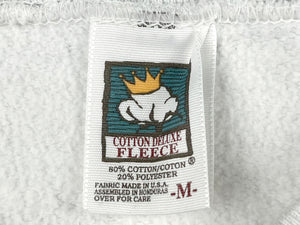 COTTON DELUXE
FLEECE
80% COTTON/COTON
20% POLYESTER
FABRIC MADE IN U.S.A.
ASSEMBLED IN HONDURAS
OVER FOR CARE
-M-